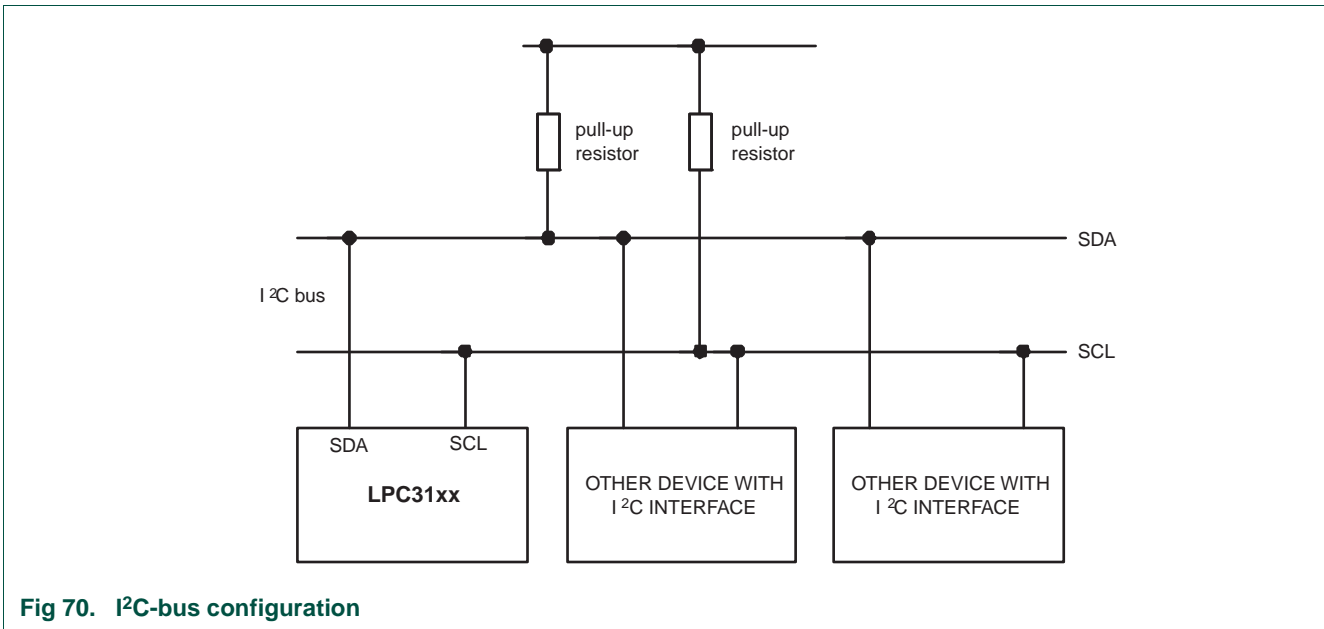 pull-up
resistor
pull-up
resistor
SDA
I ²C bus
SCL
SDA
SCL
LPC31xx
OTHER DEVICE WITH
I ²C INTERFACE
OTHER DEVICE WITH
I ²C INTERFACE
Fig 70. I²C-bus configuration